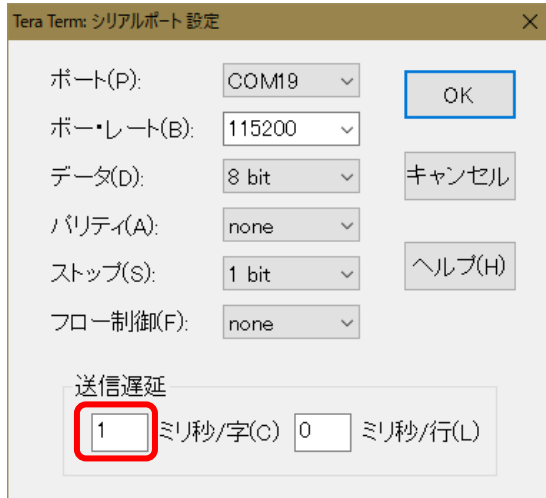 Tera Term: シリアルポート 設定
ポート(P): COM19 OK
ボー・レート(B): 115200
データ(D): 8 bit キャンセル
パリティ(A): none
ストップ(S): 1 bit ヘルプ(H)
フロー制御(F): none
送信遅延
1 ミリ秒/字(C) 0 ミリ秒/行(L)